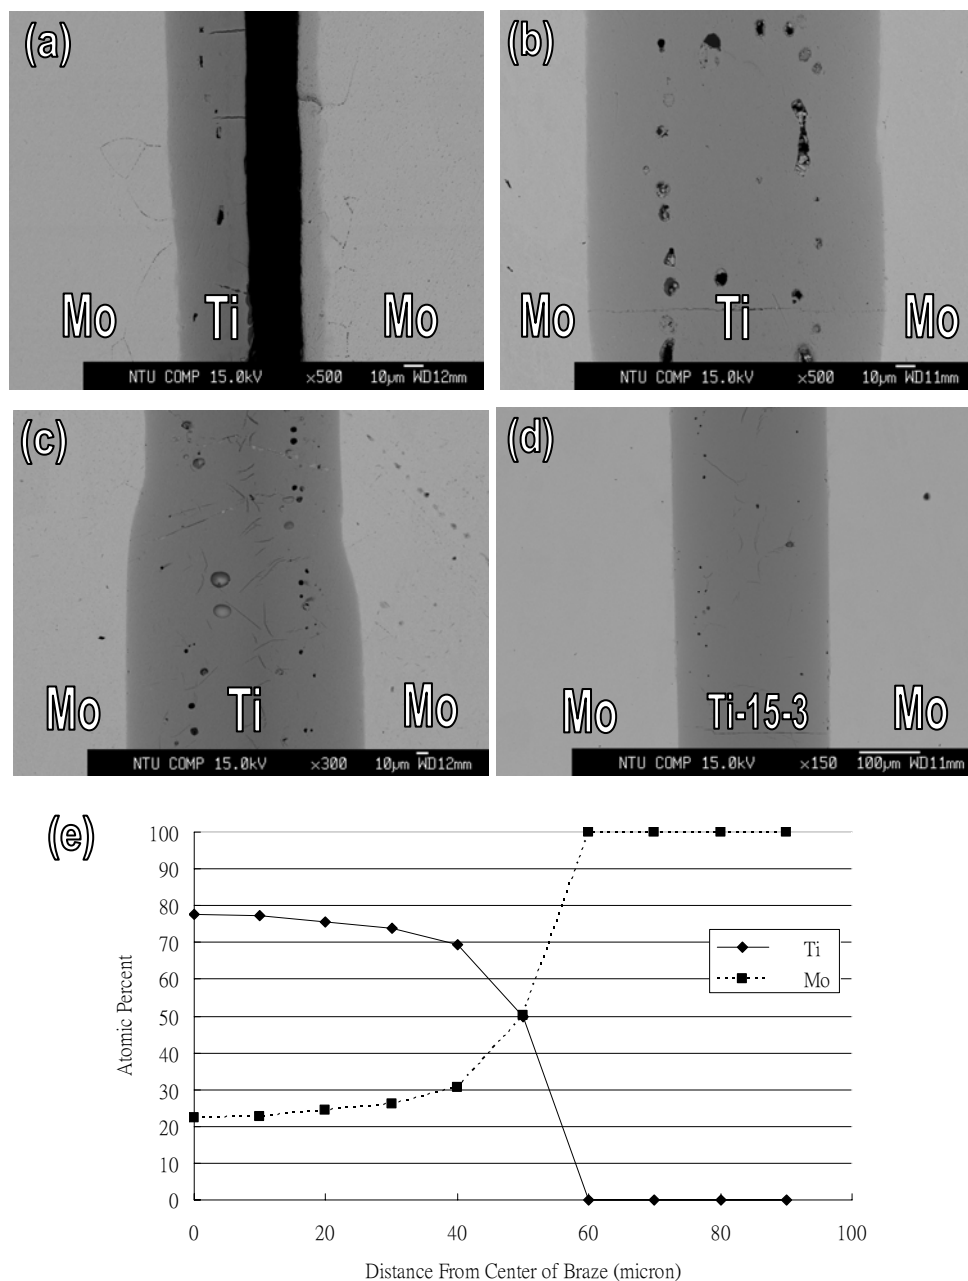 (a)
Mo Ti Mo
NTU COMP 15.0kV ×500 10μm WD12mm
(b)
Mo Ti Mo
NTU COMP 15.0kV ×500 10μm WD11mm
(c)
Mo Ti Mo
NTU COMP 15.0kV ×300 10μm WD12mm
(d)
Mo Ti-15-3 Mo
NTU COMP 15.0kV ×150 100μm WD11mm
(e)
Atomic Percent
100
90
80
70
60
50
40
30
20
10
0
Ti
Mo
0 20 40 60 80 100
Distance From Center of Braze (micron)